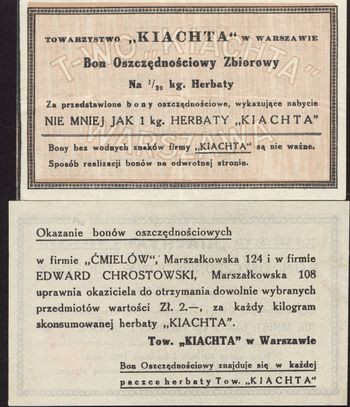 TOWARZYSTWO „KIACHTA” W WARSZAWIE
Bon Oszczędnościowy Zbiorowy
Na 1/20 kg. Herbaty
Za przedstawione bony oszczędnościowe, wykazujące nabycie
NIE MNIEJ JAK 1 kg. HERBATY „KIACHTA”
Bony bez wodnych znaków firmy „KIACHTA” są nie ważne.
Sposób realizacji bonów na odwrotnej stronie.
T-WO „KIACHTA”
WARSZAWA
Okazanie bonów oszczędnościowych
w firmie „ĆMIELÓW”, Marszałkowska 124 i w firmie
EDWARD CHROSTOWSKI, Marszałkowska 108
uprawnia okaziciela do otrzymania dowolnie wybranych
przedmiotów wartości Zł. 2.—, za każdy kilogram
skonsumowanej herbaty „KIACHTA”.
Tow. „KIACHTA” w Warszawie
Bon Oszczędnościowy znajduje się w każdej
paczce herbaty Tow. „KIACHTA”